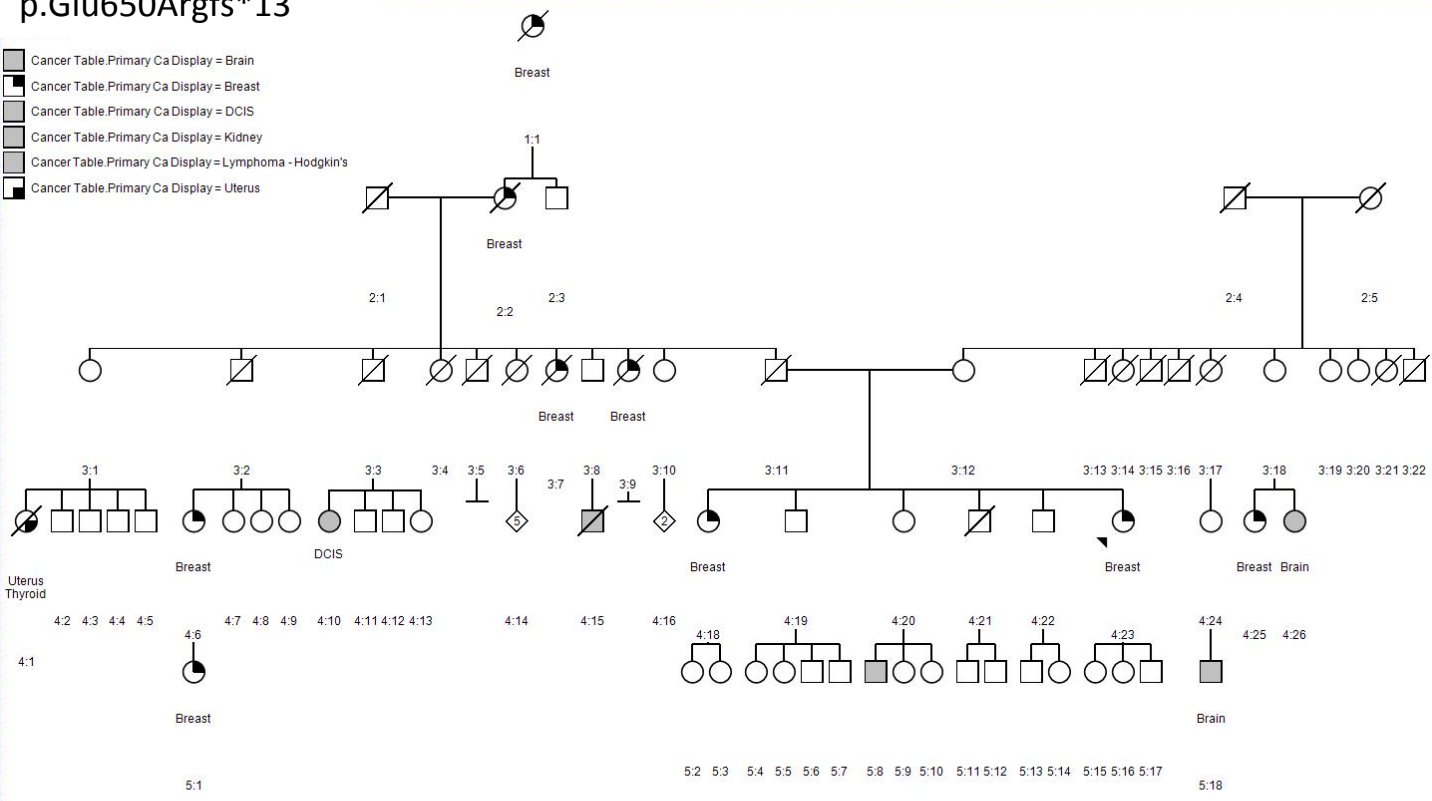 p.Glu650Argfs*13
Cancer Table.Primary Ca Display = Brain
Cancer Table.Primary Ca Display = Breast
Cancer Table.Primary Ca Display = DCIS
Cancer Table.Primary Ca Display = Kidney
Cancer Table.Primary Ca Display = Lymphoma - Hodgkin's
Cancer Table.Primary Ca Display = Uterus
Breast
1:1
Breast
2:1 2:2 2:3 2:4 2:5
Breast Breast
3:1 3:2 3:3 3:4 3:5 3:6 3:7 3:8 3:9 3:10 3:11 3:12 3:13 3:14 3:15 3:16 3:17 3:18 3:19 3:20 3:21 3:22
5 2
Uterus
Thyroid
Breast DCIS Breast Breast Breast Brain
4:1 4:2 4:3 4:4 4:5 4:6 4:7 4:8 4:9 4:10 4:11 4:12 4:13 4:14 4:15 4:16 4:18 4:19 4:20 4:21 4:22 4:23 4:24 4:25 4:26
Breast Brain
5:1 5:2 5:3 5:4 5:5 5:6 5:7 5:8 5:9 5:10 5:11 5:12 5:13 5:14 5:15 5:16 5:17 5:18